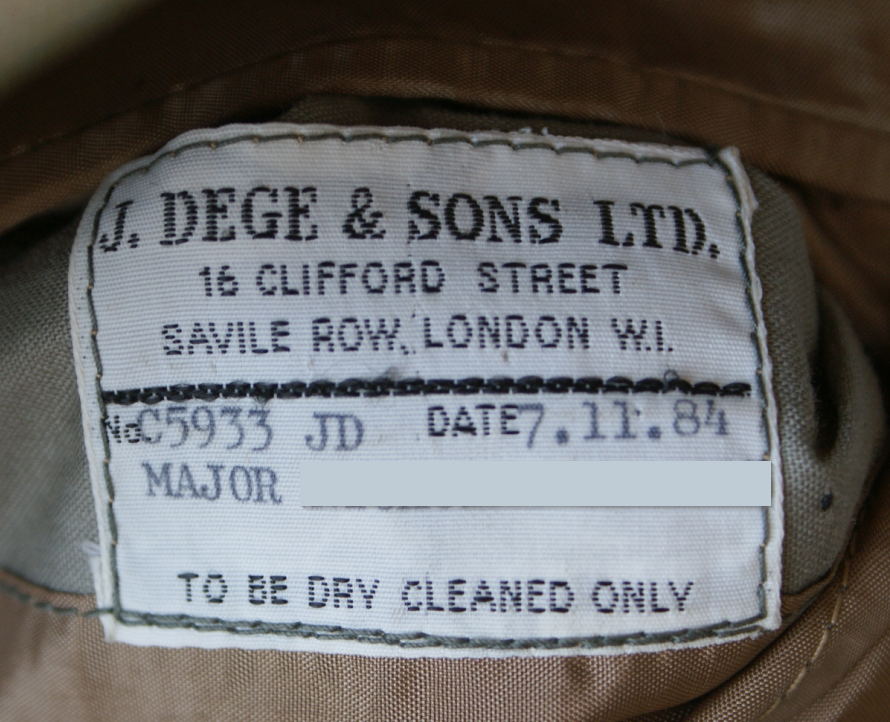 J. DEGE & SONS LTD.
16 CLIFFORD STREET
SAVILE ROW, LONDON W.I.
No C5933 JD DATE 7.11.84
MAJOR
TO BE DRY CLEANED ONLY